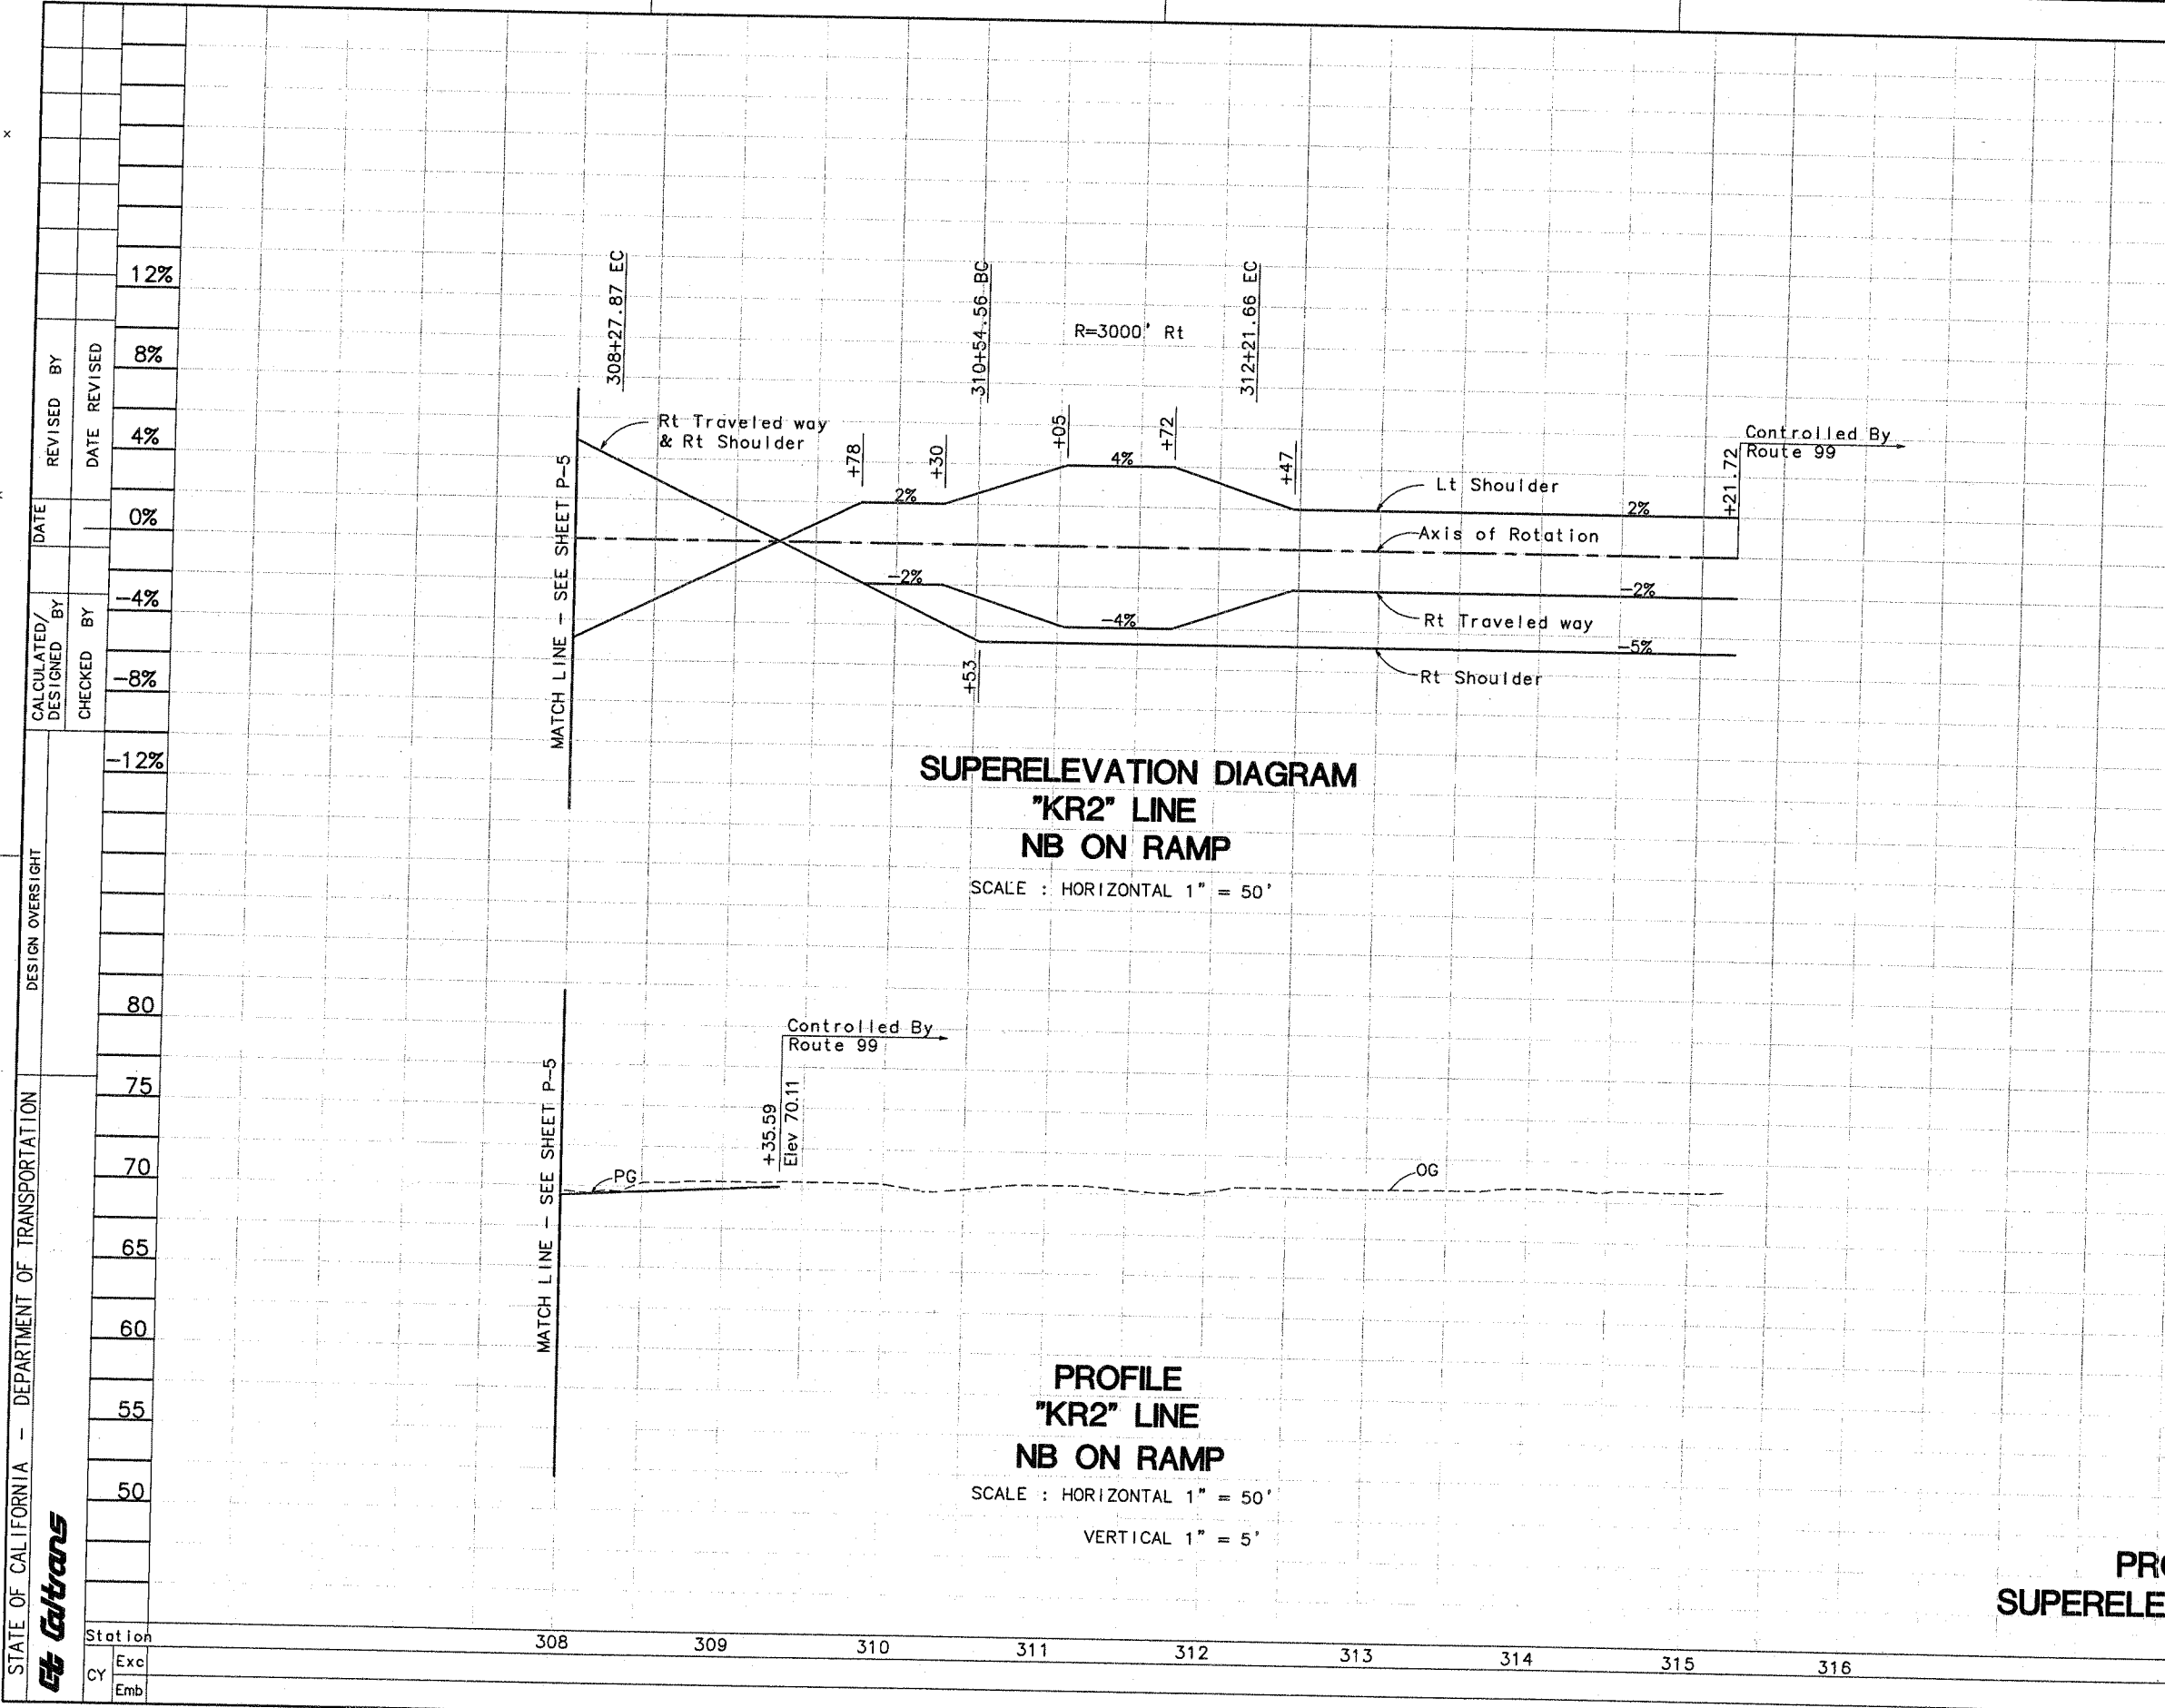 12%
8%
4%
0%
-4%
-8%
-12%
80
75
70
65
60
55
50
308+27.87 EC
310+54.56 BC
R=3000' Rt
312+21.66 EC
Rt Traveled way
& Rt Shoulder
+78
+30
+05
+72
+47
+21.72
Controlled By
Route 99
2%
4%
Lt Shoulder
2%
Axis of Rotation
-2%
-4%
-2%
Rt Traveled way
-5%
Rt Shoulder
+53
MATCH LINE - SEE SHEET P-5
SUPERELEVATION DIAGRAM
"KR2" LINE
NB ON RAMP
SCALE : HORIZONTAL 1" = 50'
Controlled By
Route 99
+35.59
Elev 70.11
PG
OG
MATCH LINE - SEE SHEET P-5
PROFILE
"KR2" LINE
NB ON RAMP
SCALE : HORIZONTAL 1" = 50'
VERTICAL 1" = 5'
PRO
SUPERELE
308 309 310 311 312 313 314 315 316
Station
CY
Exc
Emb
REVISED BY
DATE REVISED
DATE
CALCULATED/
DESIGNED BY
CHECKED BY
DESIGN OVERSIGHT
STATE OF CALIFORNIA - DEPARTMENT OF TRANSPORTATION
Caltrans